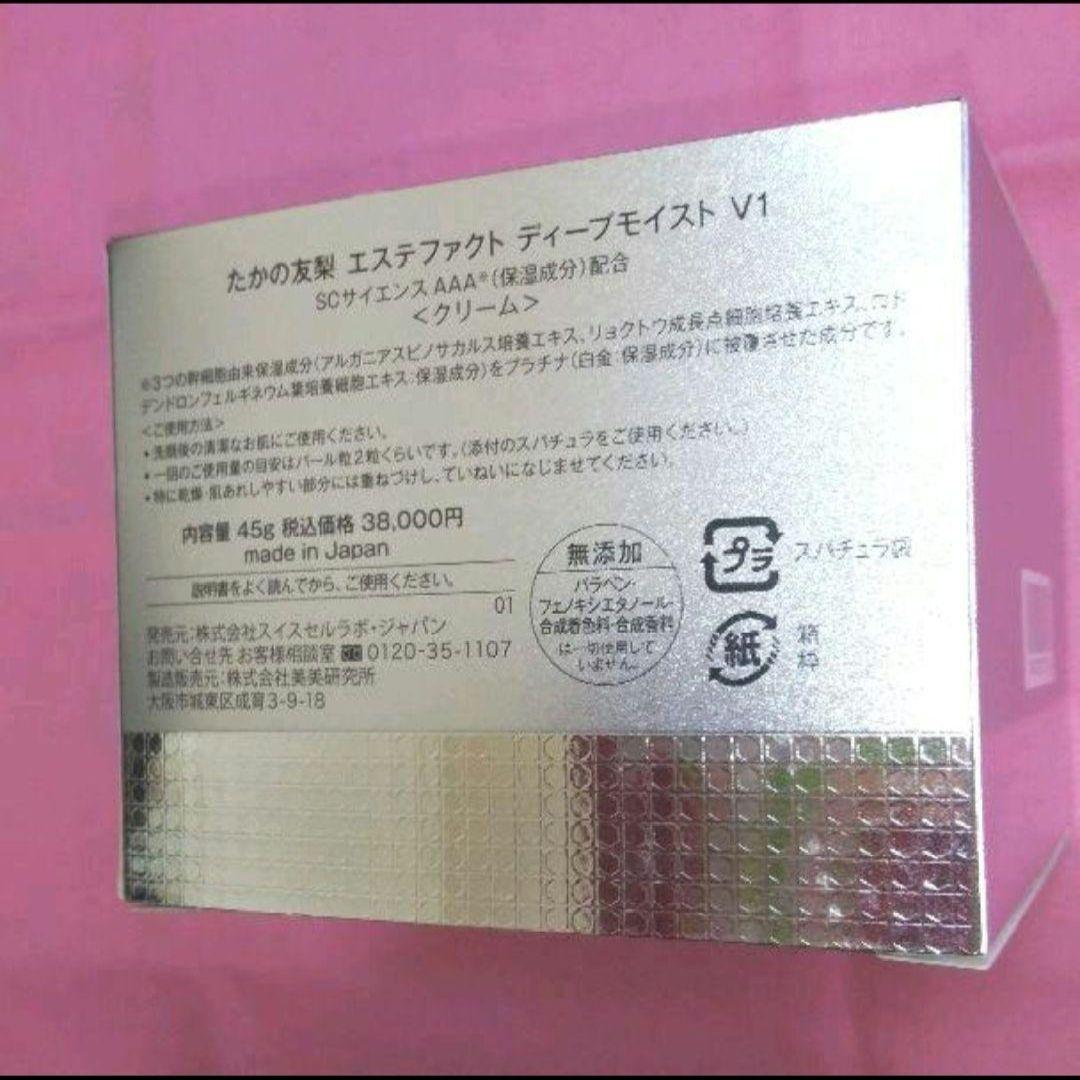 たかの友梨 エステファクト ディープモイスト V1
SCサイエンス AAA※(保湿成分)配合
<クリーム>
※3つの幹細胞由来保湿成分(アルガニアスピノサカルス培養エキス、リョクトウ成長点細胞培養エキス、ロド
デンドロンフェルギネウム葉培養細胞エキス:保湿成分)をプラチナ(白金:保湿成分)に被覆させた成分です。
<ご使用方法>
・洗顔後の清潔なお肌にご使用ください。
・一回のご使用量の目安はパール粒2粒くらいです。(添付のスパチュラをご使用ください。)
・特に乾燥・肌あれしやすい部分には重ねづけし、ていねいになじませてください。
内容量 45g 税込価格 38,000円
made in Japan
説明書をよく読んでから、ご使用ください。
01
発売元:株式会社スイスセルラボ・ジャパン
お問い合せ先 お客様相談室 0120-35-1107
製造販売元:株式会社美美研究所
大阪市城東区成育3-9-18
無添加
パラベン・
フェノキシエタノール・
合成着色料・合成香料
は一切使用して
いません。
プラ スパチュラ袋
紙 箱
枠